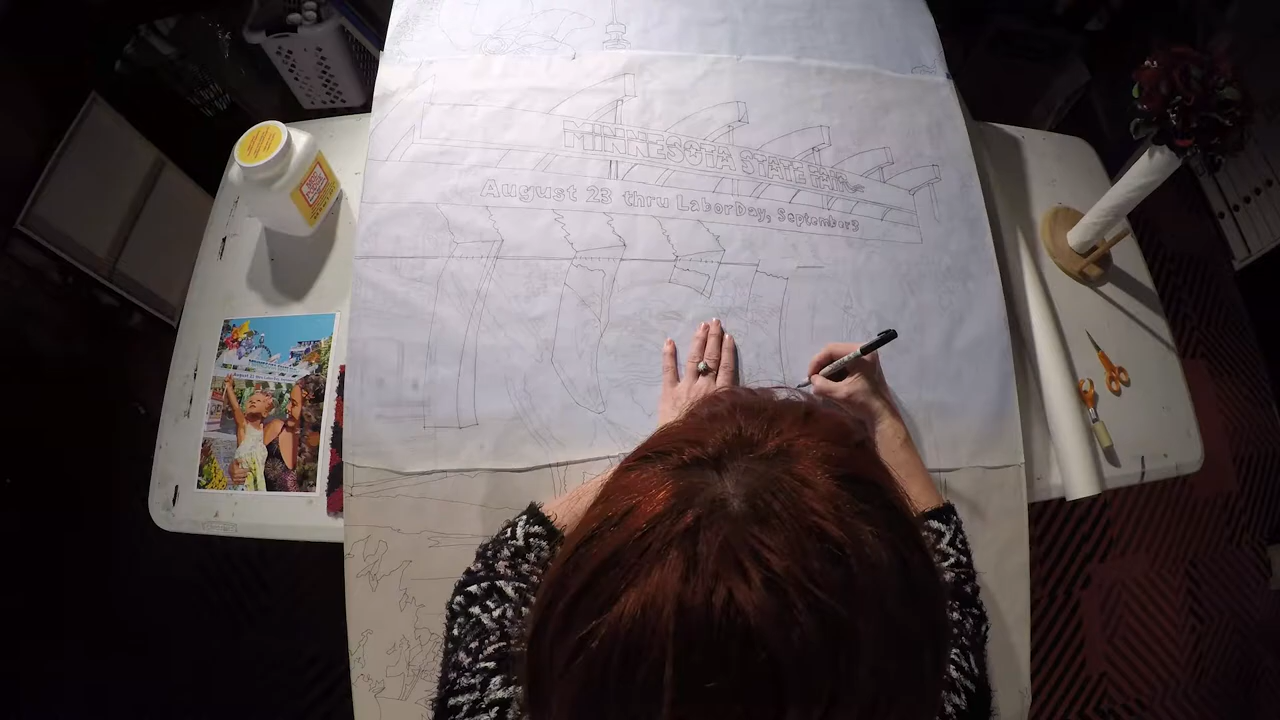 MINNESOTA STATE FAIR
August 23 thru Labor Day, September 3